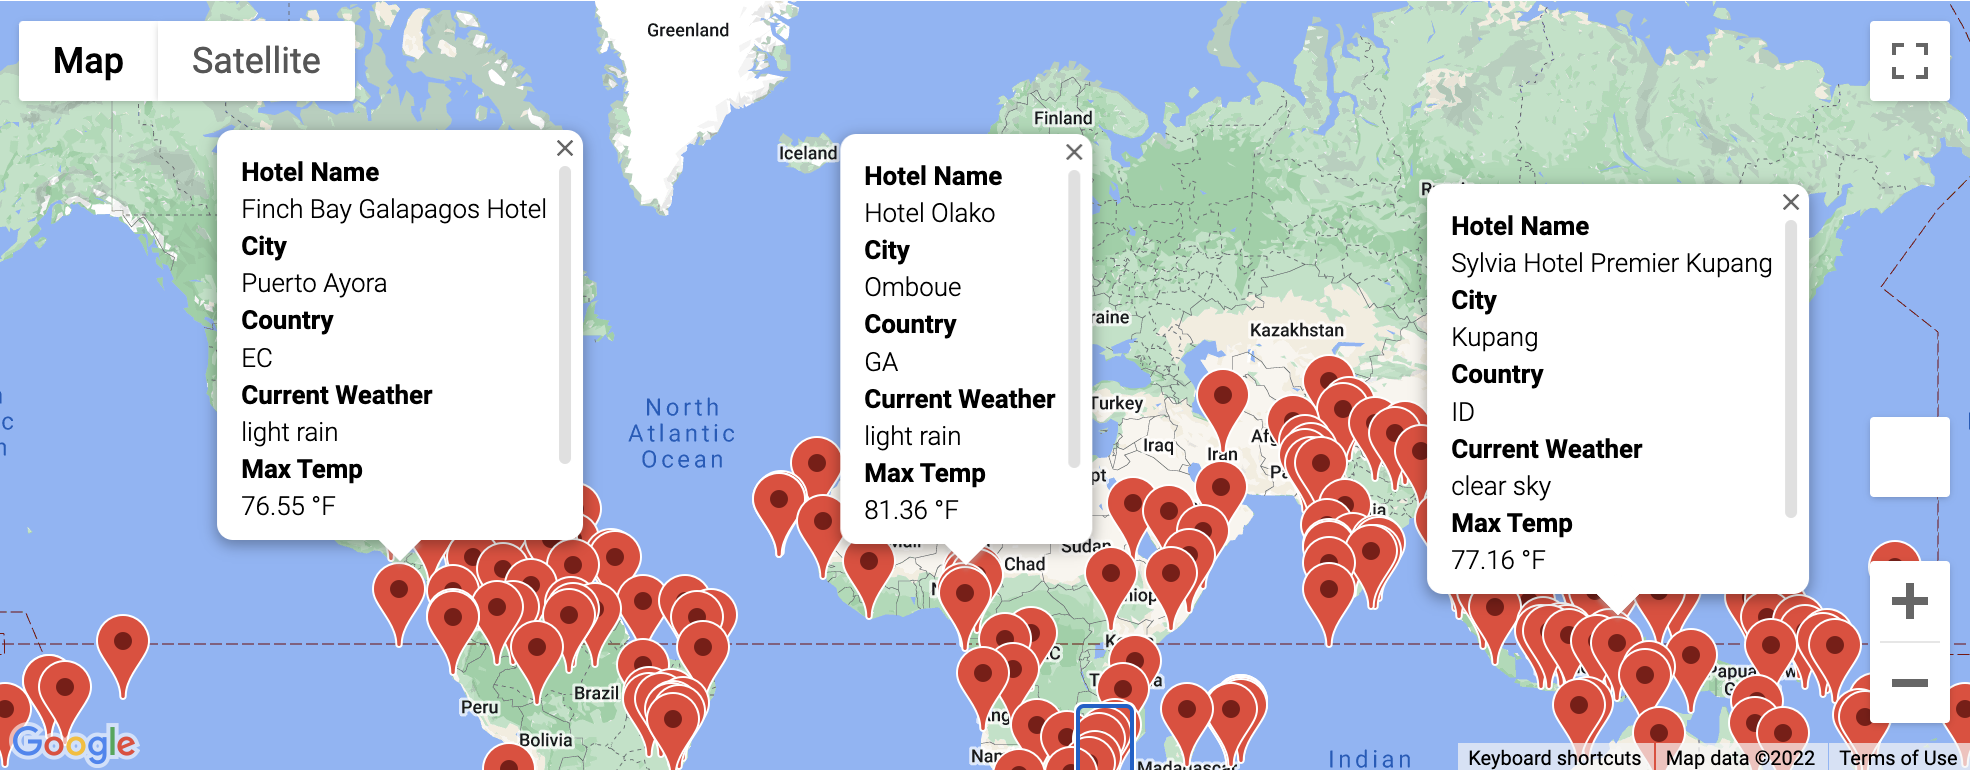 Map
Satellite
Greenland
Iceland
Finland
Hotel Name
Finch Bay Galapagos Hotel
City
Puerto Ayora
Country
EC
Current Weather
light rain
Max Temp
76.55 °F
Hotel Name
Hotel Olako
City
Omboue
Country
GA
Current Weather
light rain
Max Temp
81.36 °F
Hotel Name
Sylvia Hotel Premier Kupang
City
Kupang
Country
ID
Current Weather
clear sky
Max Temp
77.16 °F
Kazakhstan
Turkey
Iraq
Iran
North
Atlantic
Ocean
Sudan
Chad
Brazil
Peru
Bolivia
Papua
Madagascar
Indian
Google
Keyboard shortcuts
Map data ©2022
Terms of Use